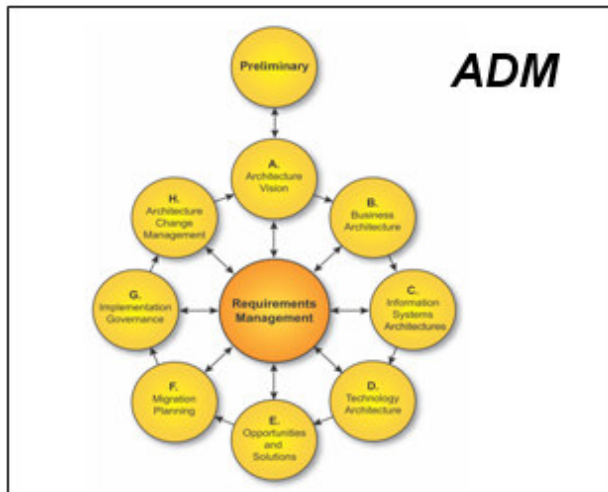 ADM
Preliminary
A.
Architecture
Vision
H.
Architecture
Change
Management
B.
Business
Architecture
G.
Implementation
Governance
Requirements
Management
C.
Information
Systems
Architectures
F.
Migration
Planning
D.
Technology
Architecture
E.
Opportunities
and
Solutions